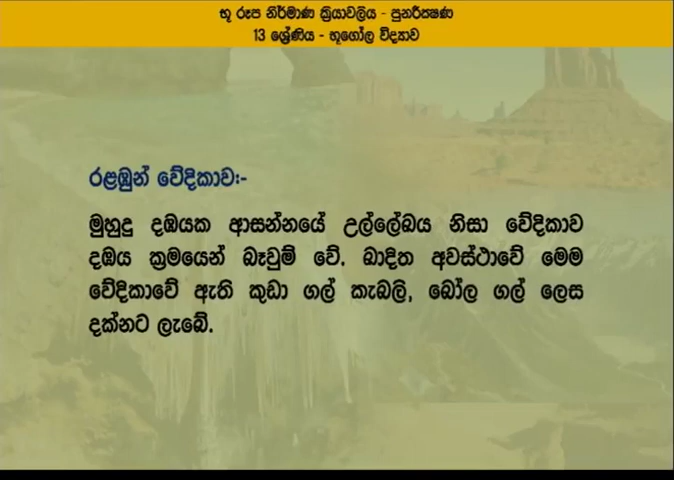 භූ රූප නිර්මාණ ක්‍රියාවලිය - පුනරීක්ෂණ
13 ශ්‍රේණිය - භූගෝල විද්‍යාව
රළඹුන් වේදිකාව:-
මුහුදු දඹයක ආසන්නයේ උල්ලේඛය නිසා වේදිකාව
දඹය ක්‍රමයෙන් බෑවුම් වේ. ඛාදිත අවස්ථාවේ මෙම
වේදිකාවේ ඇති කුඩා ගල් කැබලි, බෝල ගල් ලෙස
දක්නට ලැබේ.